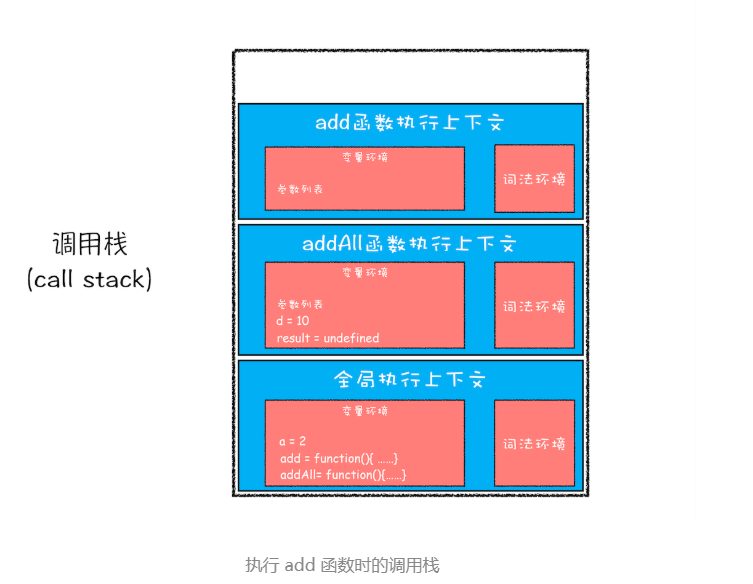 add函数执行上下文
变量环境
参数列表
词法环境
调用栈
(call stack)
addAll函数执行上下文
变量环境
参数列表
d = 10
result = undefined
词法环境
全局执行上下文
变量环境
a = 2
add = function(){ ......}
addAll= function(){......}
词法环境
执行 add 函数时的调用栈